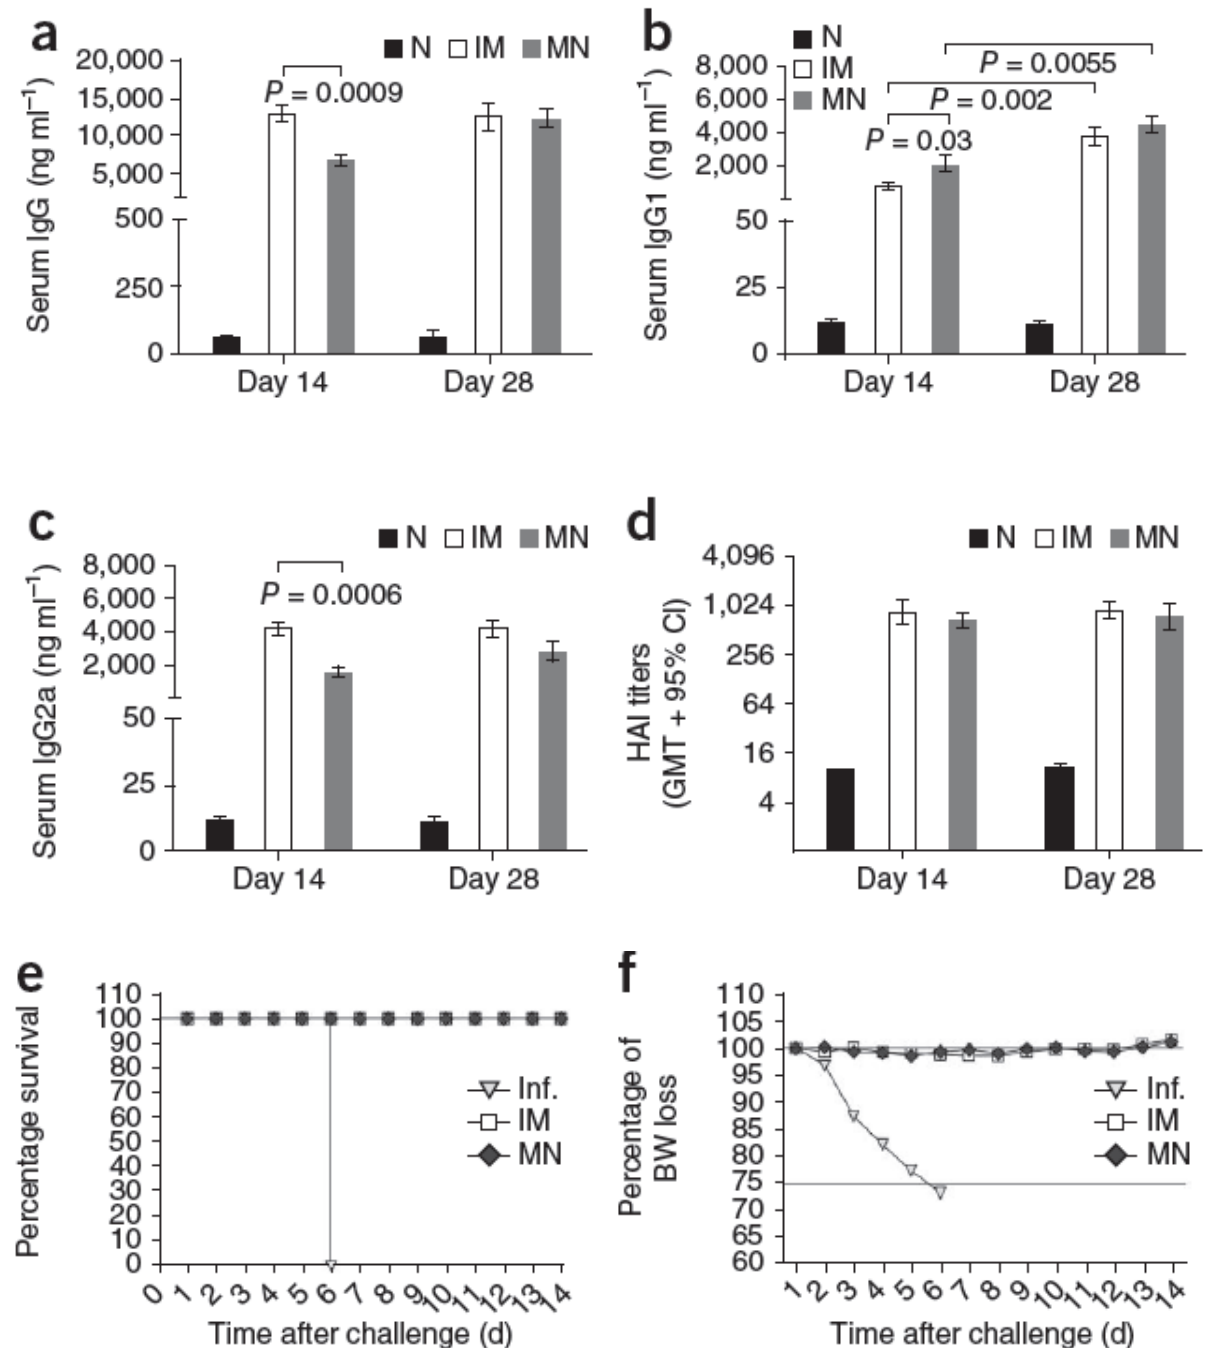 a
N IM MN
20,000
15,000
10,000
5,000
500
250
0
Serum IgG (ng ml⁻¹)
P = 0.0009
Day 14 Day 28
b
N
IM
MN
8,000
6,000
4,000
2,000
50
25
0
Serum IgG1 (ng ml⁻¹)
P = 0.0055
P = 0.002
P = 0.03
Day 14 Day 28
c
N IM MN
8,000
6,000
4,000
2,000
50
25
0
Serum IgG2a (ng ml⁻¹)
P = 0.0006
Day 14 Day 28
d
N IM MN
4,096
1,024
256
64
16
4
HAI titers
(GMT + 95% CI)
Day 14 Day 28
e
110
100
90
80
70
60
50
40
30
20
10
0
Percentage survival
Inf.
IM
MN
0 1 2 3 4 5 6 7 8 9 10 11 12 13 14
Time after challenge (d)
f
110
105
100
95
90
85
80
75
70
65
60
Percentage of
BW loss
Inf.
IM
MN
1 2 3 4 5 6 7 8 9 10 11 12 13 14
Time after challenge (d)